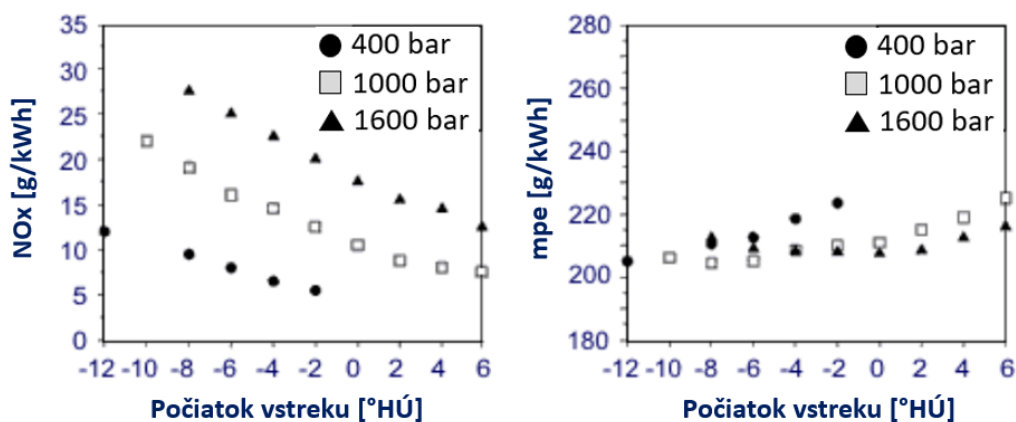 35
30
25
20
15
10
5
0
NOx [g/kWh]
400 bar
1000 bar
1600 bar
-12 -10 -8 -6 -4 -2 0 2 4 6
Počiatok vstreku [°HÚ]
280
260
240
220
200
180
mpe [g/kWh]
400 bar
1000 bar
1600 bar
-12 -10 -8 -6 -4 -2 0 2 4 6
Počiatok vstreku [°HÚ]